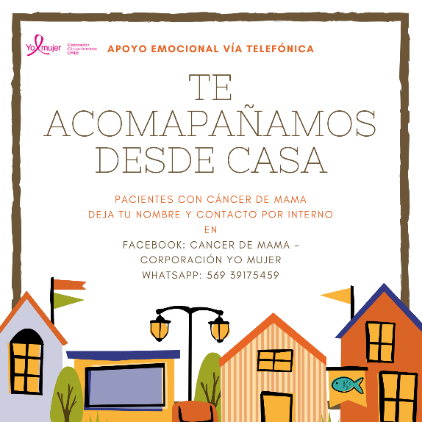 Yo mujer
APOYO EMOCIONAL VÍA TELEFÓNICA
TE
ACOMAPAÑAMOS
DESDE CASA
PACIENTES CON CÁNCER DE MAMA
DEJA TU NOMBRE Y CONTACTO POR INTERNO
EN
FACEBOOK: CANCER DE MAMA -
CORPORACIÓN YO MUJER
WHATSAPP: 569 39175459